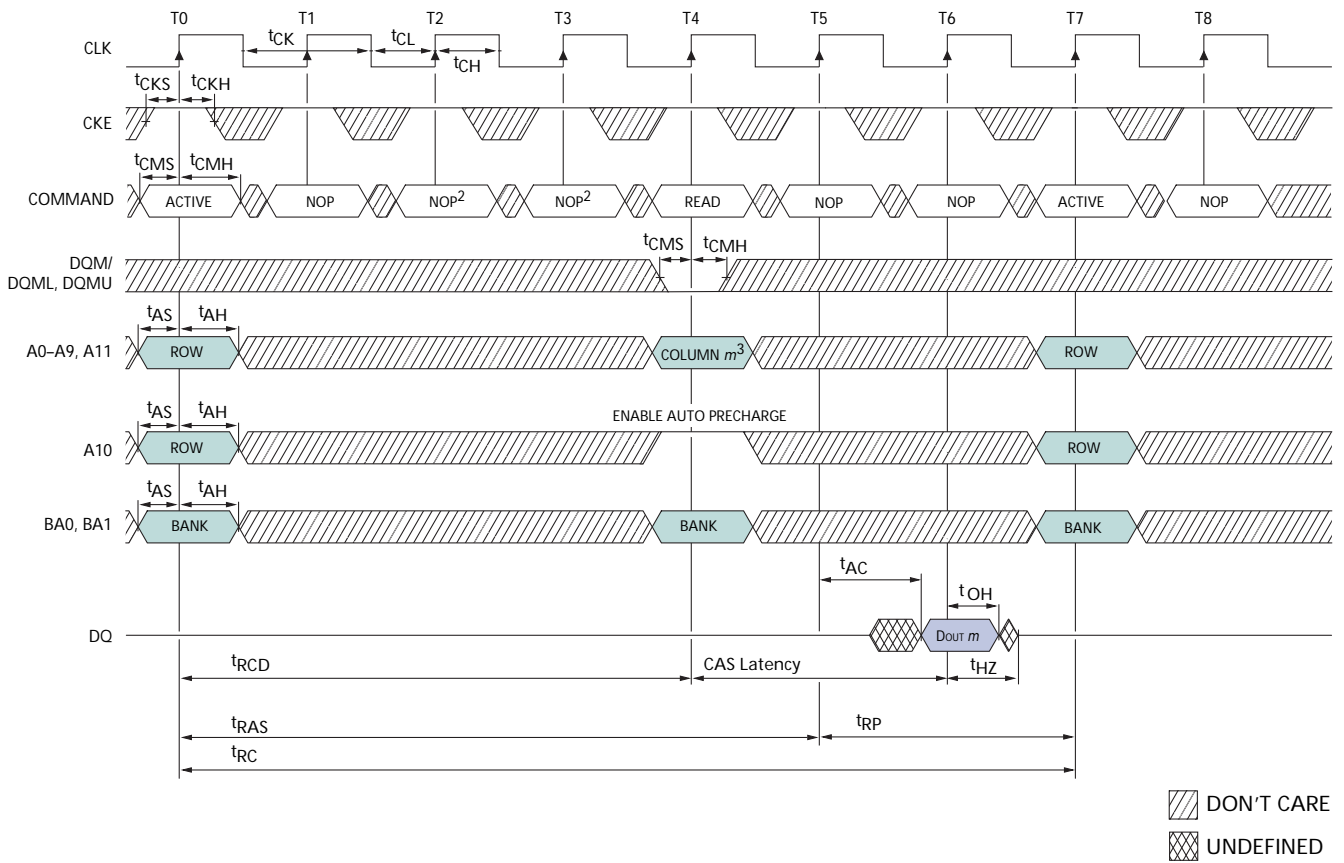 T0 T1 T2 T3 T4 T5 T6 T7 T8
CLK
tCK tCL tCH
tCKS tCKH
CKE
tCMS tCMH
COMMAND ACTIVE NOP NOP2 NOP2 READ NOP NOP ACTIVE NOP
tCMS tCMH
DQM/
DQML, DQMU
tAS tAH
A0–A9, A11 ROW COLUMN m3 ROW
tAS tAH ENABLE AUTO PRECHARGE
A10 ROW ROW
tAS tAH
BA0, BA1 BANK BANK BANK
tAC tOH
DQ DOUT m
tRCD CAS Latency tHZ
tRAS tRP
tRC
DON'T CARE
UNDEFINED